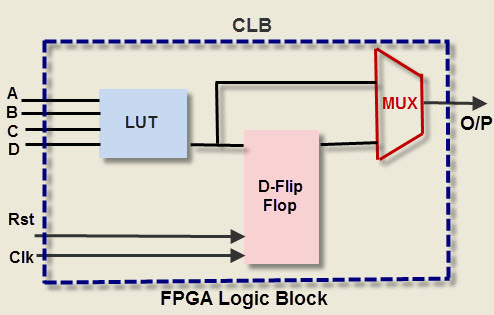 CLB
A
B
C
D
LUT
MUX
O/P
D-Flip
Flop
Rst
Clk
FPGA Logic Block